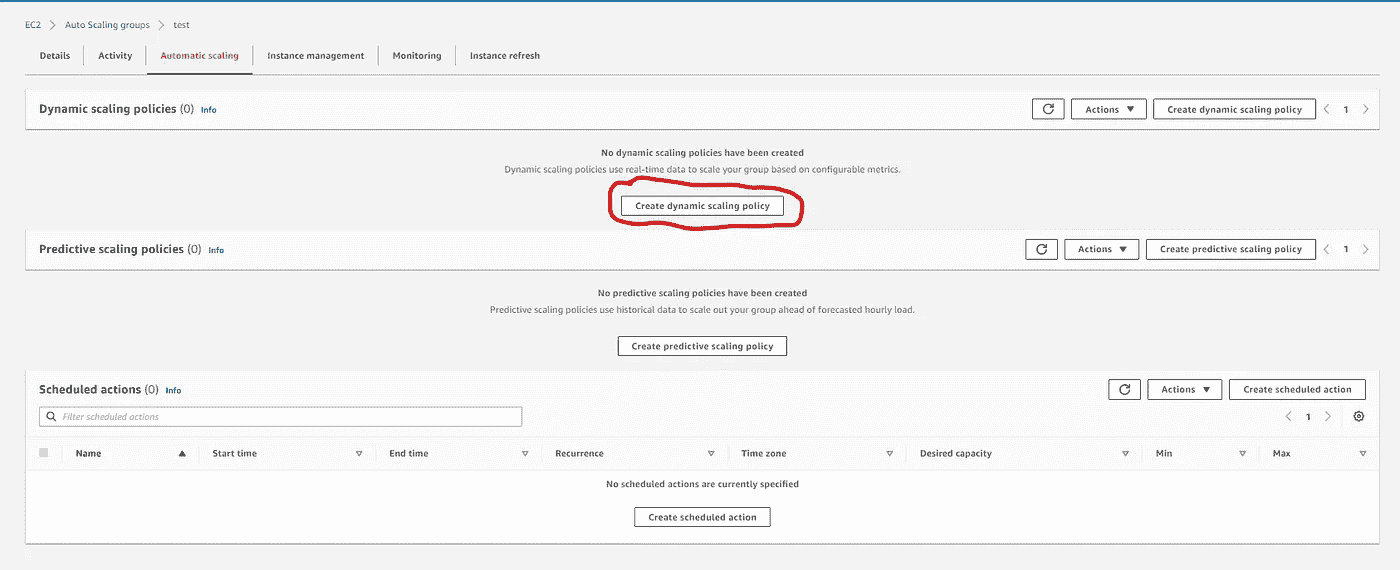 EC2 > Auto Scaling groups > test
Details Activity Automatic scaling Instance management Monitoring Instance refresh
Dynamic scaling policies (0) Info Actions Create dynamic scaling policy 1
No dynamic scaling policies have been created
Dynamic scaling policies use real-time data to scale your group based on configurable metrics.
Create dynamic scaling policy
Predictive scaling policies (0) Info Actions Create predictive scaling policy 1
No predictive scaling policies have been created
Predictive scaling policies use historical data to scale out your group ahead of forecasted hourly load.
Create predictive scaling policy
Scheduled actions (0) Info Actions Create scheduled action
Filter scheduled actions 1
Name Start time End time Recurrence Time zone Desired capacity Min Max
No scheduled actions are currently specified
Create scheduled action